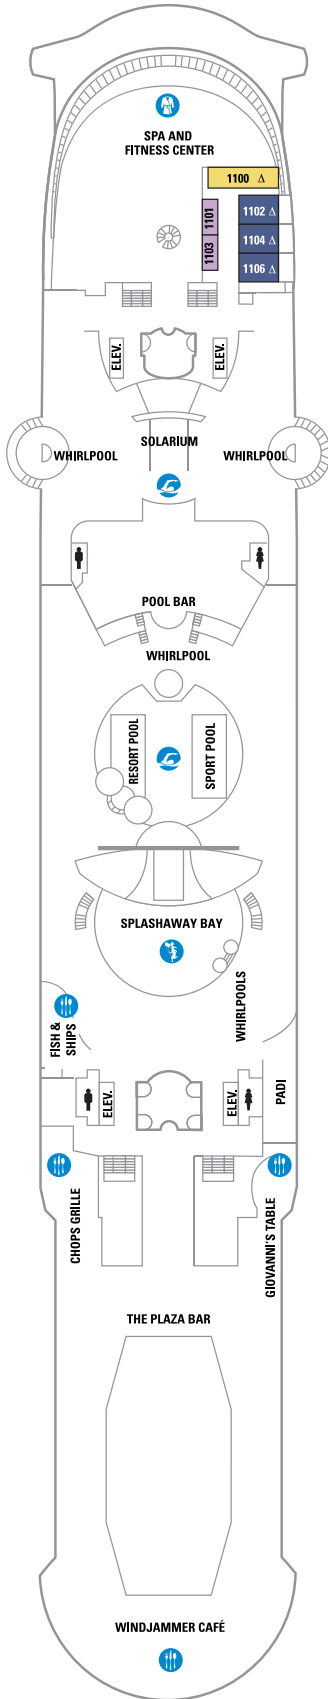 SPA AND
FITNESS CENTER
1100 Δ
1101
1102 Δ
1103
1104 Δ
1106 Δ
ELEV.
ELEV.
SOLARIUM
WHIRLPOOL
WHIRLPOOL
POOL BAR
WHIRLPOOL
RESORT POOL
SPORT POOL
SPLASHAWAY BAY
WHIRLPOOLS
FISH &
SHIPS
ELEV.
ELEV.
PADI
CHOPS GRILLE
GIOVANNI'S TABLE
THE PLAZA BAR
WINDJAMMER CAFÉ